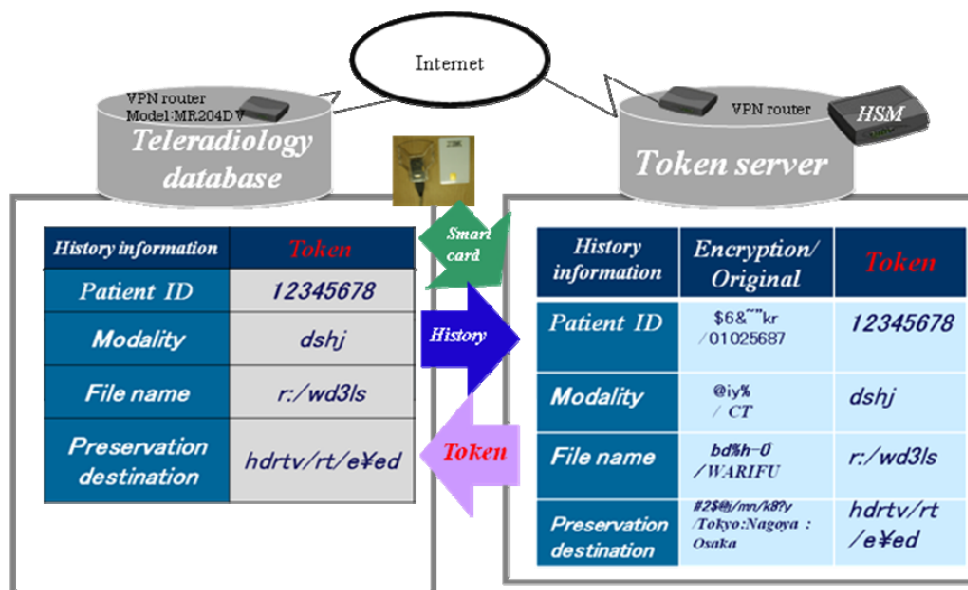 Internet
VPN router
Model:MR204DV
Teleradiology
database
VPN router
HSM
Token server
Smart
card
History
Token
History information
Token
Patient ID
12345678
Modality
dshj
File name
r:/wd3ls
Preservation
destination
hdrtv/rt/e¥ed
History
information
Encryption/
Original
Token
Patient ID
$6&~"kr
/01025687
12345678
Modality
@iy%
/ CT
dshj
File name
/WARIFU
r:/wd3ls
Preservation
destination
/Tokyo:Nagoya :
Osaka
hdrtv/rt
/e¥ed